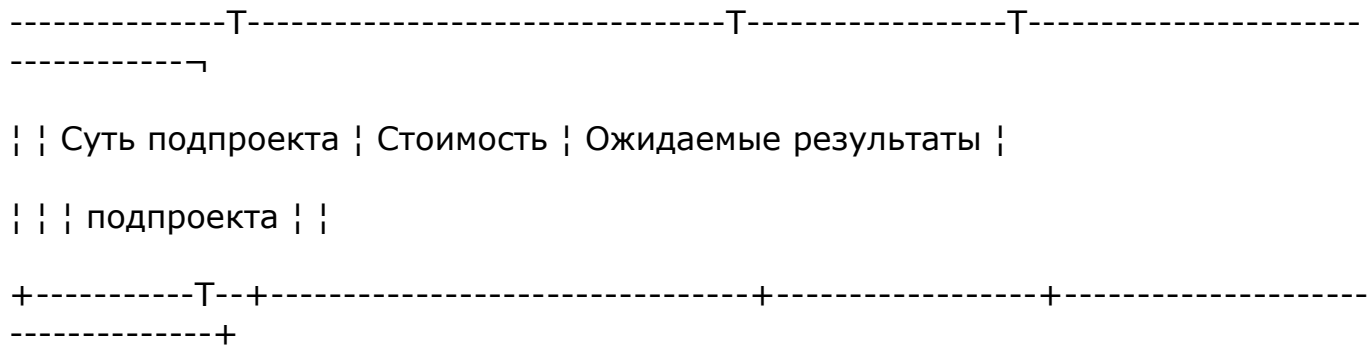 ---------------T---------------------------------T------------------T-----------------------
------------¬
¦ ¦ Суть подпроекта ¦ Стоимость ¦ Ожидаемые результаты ¦
¦ ¦ ¦ подпроекта ¦ ¦
+-----------T--+---------------------------------+------------------+---------------------
--------------+